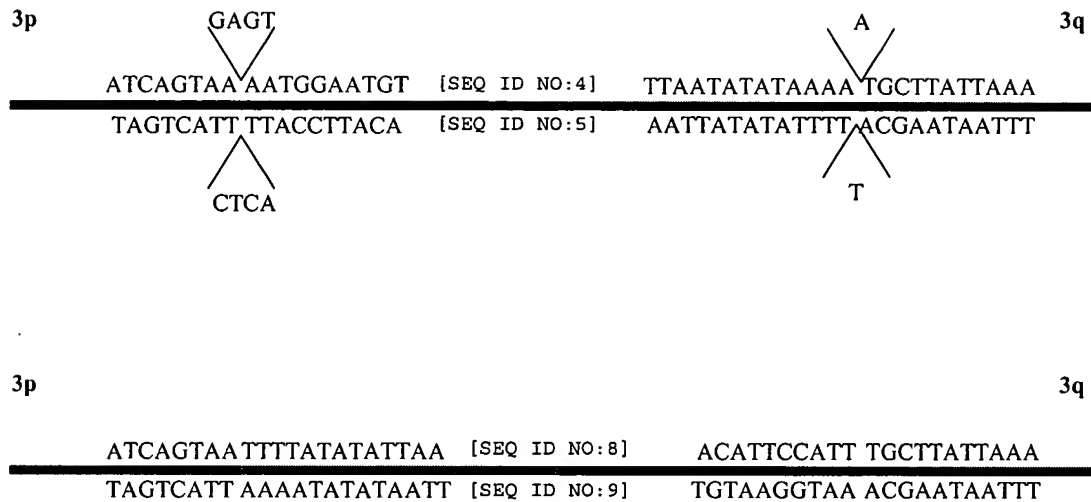 3p GAGT A 3q
ATCAGTAA AATGGAATGT [SEQ ID NO:4] TTAATATATAAAA TGCTTATTAAA
TAGTCATT TTACCTTACA [SEQ ID NO:5] AATTATATATTTT ACGAATAATTT
CTCA T
3p 3q
ATCAGTAA TTTTATATATTAA [SEQ ID NO:8] ACATTCCATT TGCTTATTAAA
TAGTCATT AAAATATATAATT [SEQ ID NO:9] TGTAAGGTAA ACGAATAATTT